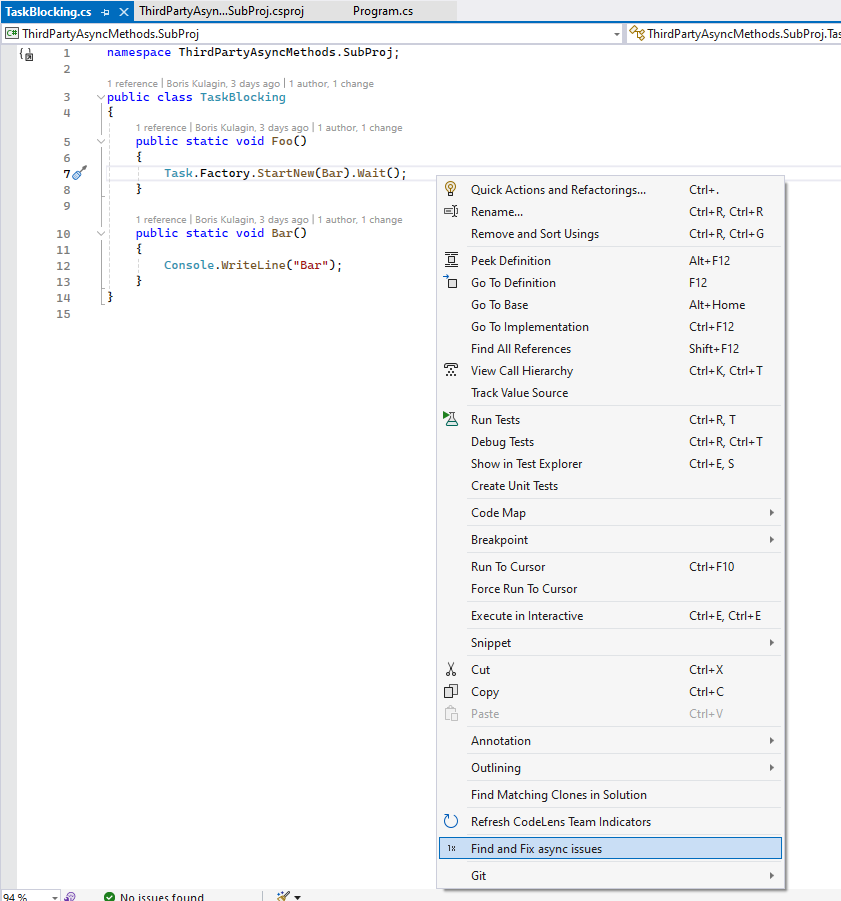 TaskBlocking.cs
ThirdPartyAsyn...SubProj.csproj
Program.cs
C# ThirdPartyAsyncMethods.SubProj
ThirdPartyAsyncMethods.SubProj.Tas
1 namespace ThirdPartyAsyncMethods.SubProj;
2
1 reference | Boris Kulagin, 3 days ago | 1 author, 1 change
3 public class TaskBlocking
4 {
1 reference | Boris Kulagin, 3 days ago | 1 author, 1 change
5 public static void Foo()
6 {
7 Task.Factory.StartNew(Bar).Wait();
8 }
9
1 reference | Boris Kulagin, 3 days ago | 1 author, 1 change
10 public static void Bar()
11 {
12 Console.WriteLine("Bar");
13 }
14 }
15
Quick Actions and Refactorings... Ctrl+.
Rename... Ctrl+R, Ctrl+R
Remove and Sort Usings Ctrl+R, Ctrl+G
Peek Definition Alt+F12
Go To Definition F12
Go To Base Alt+Home
Go To Implementation Ctrl+F12
Find All References Shift+F12
View Call Hierarchy Ctrl+K, Ctrl+T
Track Value Source
Run Tests Ctrl+R, T
Debug Tests Ctrl+R, Ctrl+T
Show in Test Explorer Ctrl+E, S
Create Unit Tests
Code Map
Breakpoint
Run To Cursor Ctrl+F10
Force Run To Cursor
Execute in Interactive Ctrl+E, Ctrl+E
Snippet
Cut Ctrl+X
Copy Ctrl+C
Paste Ctrl+V
Annotation
Outlining
Find Matching Clones in Solution
Refresh CodeLens Team Indicators
1x Find and Fix async issues
Git
94 %
No issues found